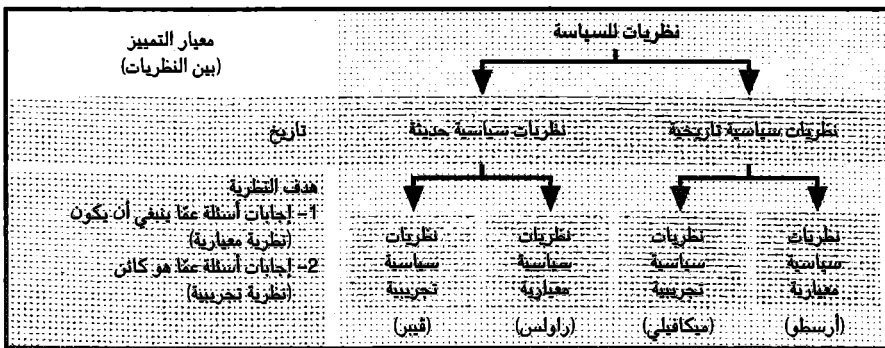 نظريات للسياسة
معيار التمييز
(بين النظريات)
نظريات سياسية تاريخية
نظريات سياسية حديثة
تاريخ
هدف النظرية
1- إجابات أسئلة عمّا ينبغي أن يكون
(نظرية معيارية)
2- إجابات أسئلة عمّا هو كائن
(نظرية تجريبية)
نظريات
سياسية
معيارية
(أرسطو)
نظريات
سياسية
تجريبية
(ميكافيلي)
نظريات
سياسية
معيارية
(راولس)
نظريات
سياسية
تجريبية
(ڤيبر)